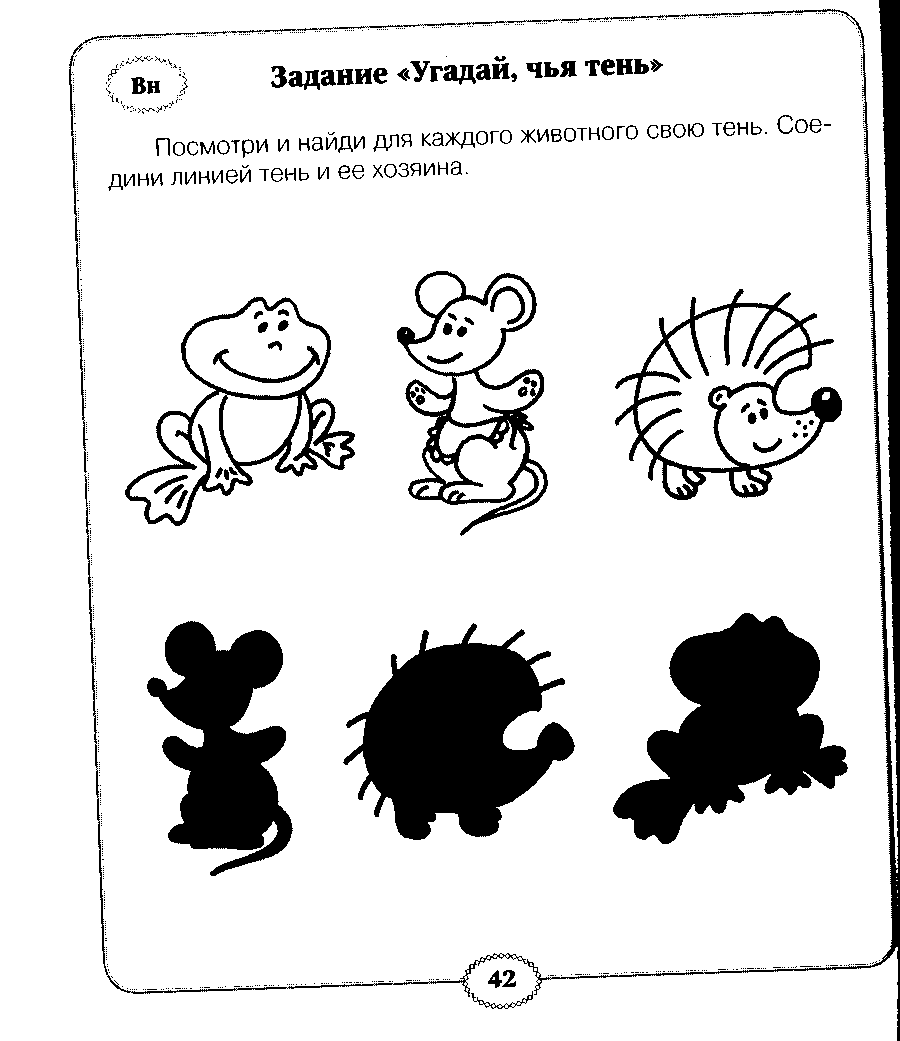 Вн
Задание «Угадай, чья тень»
Посмотри и найди для каждого животного свою тень. Сое-
дини линией тень и ее хозяина.
42